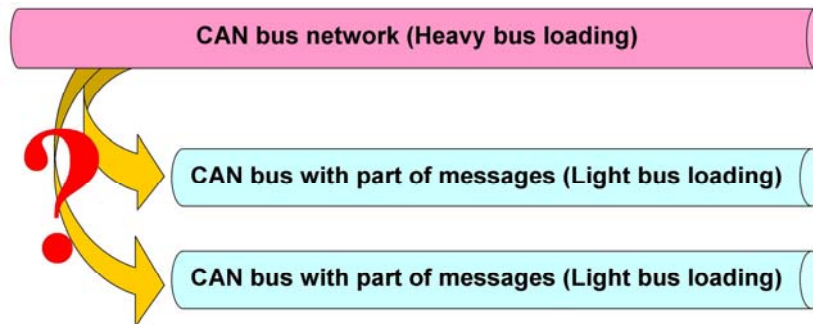 CAN bus network (Heavy bus loading)
?
CAN bus with part of messages (Light bus loading)
CAN bus with part of messages (Light bus loading)